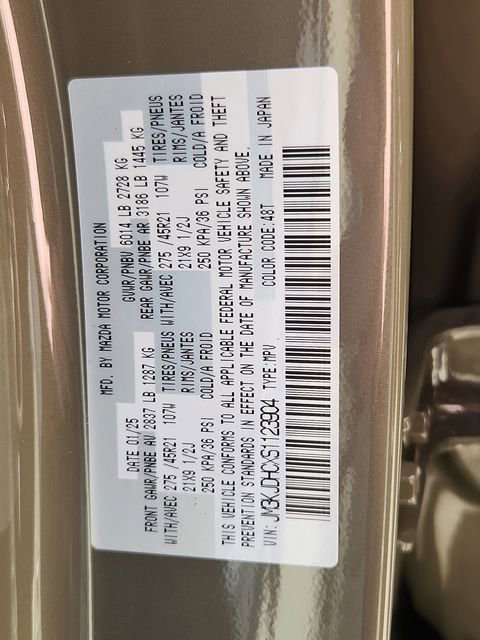 MFD. BY MAZDA MOTOR CORPORATION
DATE 01/25 GVWR/PNBV 6014 LB 2728 KG
FRONT GAWR/PNBE AV 2837 LB 1287 KG REAR GAWR/PNBE AR 3186 LB 1445 KG
WITH/AVEC 275 /45R21 107W TIRES/PNEUS WITH/AVEC 275 /45R21 107W TIRES/PNEUS
21X9 1/2J RIMS/JANTES 21X9 1/2J RIMS/JANTES
250 KPA/36 PSI COLD/A FROID 250 KPA/36 PSI COLD/A FROID
THIS VEHICLE CONFORMS TO ALL APPLICABLE FEDERAL MOTOR VEHICLE SAFETY AND THEFT
PREVENTION STANDARDS IN EFFECT ON THE DATE OF MANUFACTURE SHOWN ABOVE.
VIN: JM3KJDHCXS1123904 TYPE:MPV COLOR CODE:48T MADE IN JAPAN